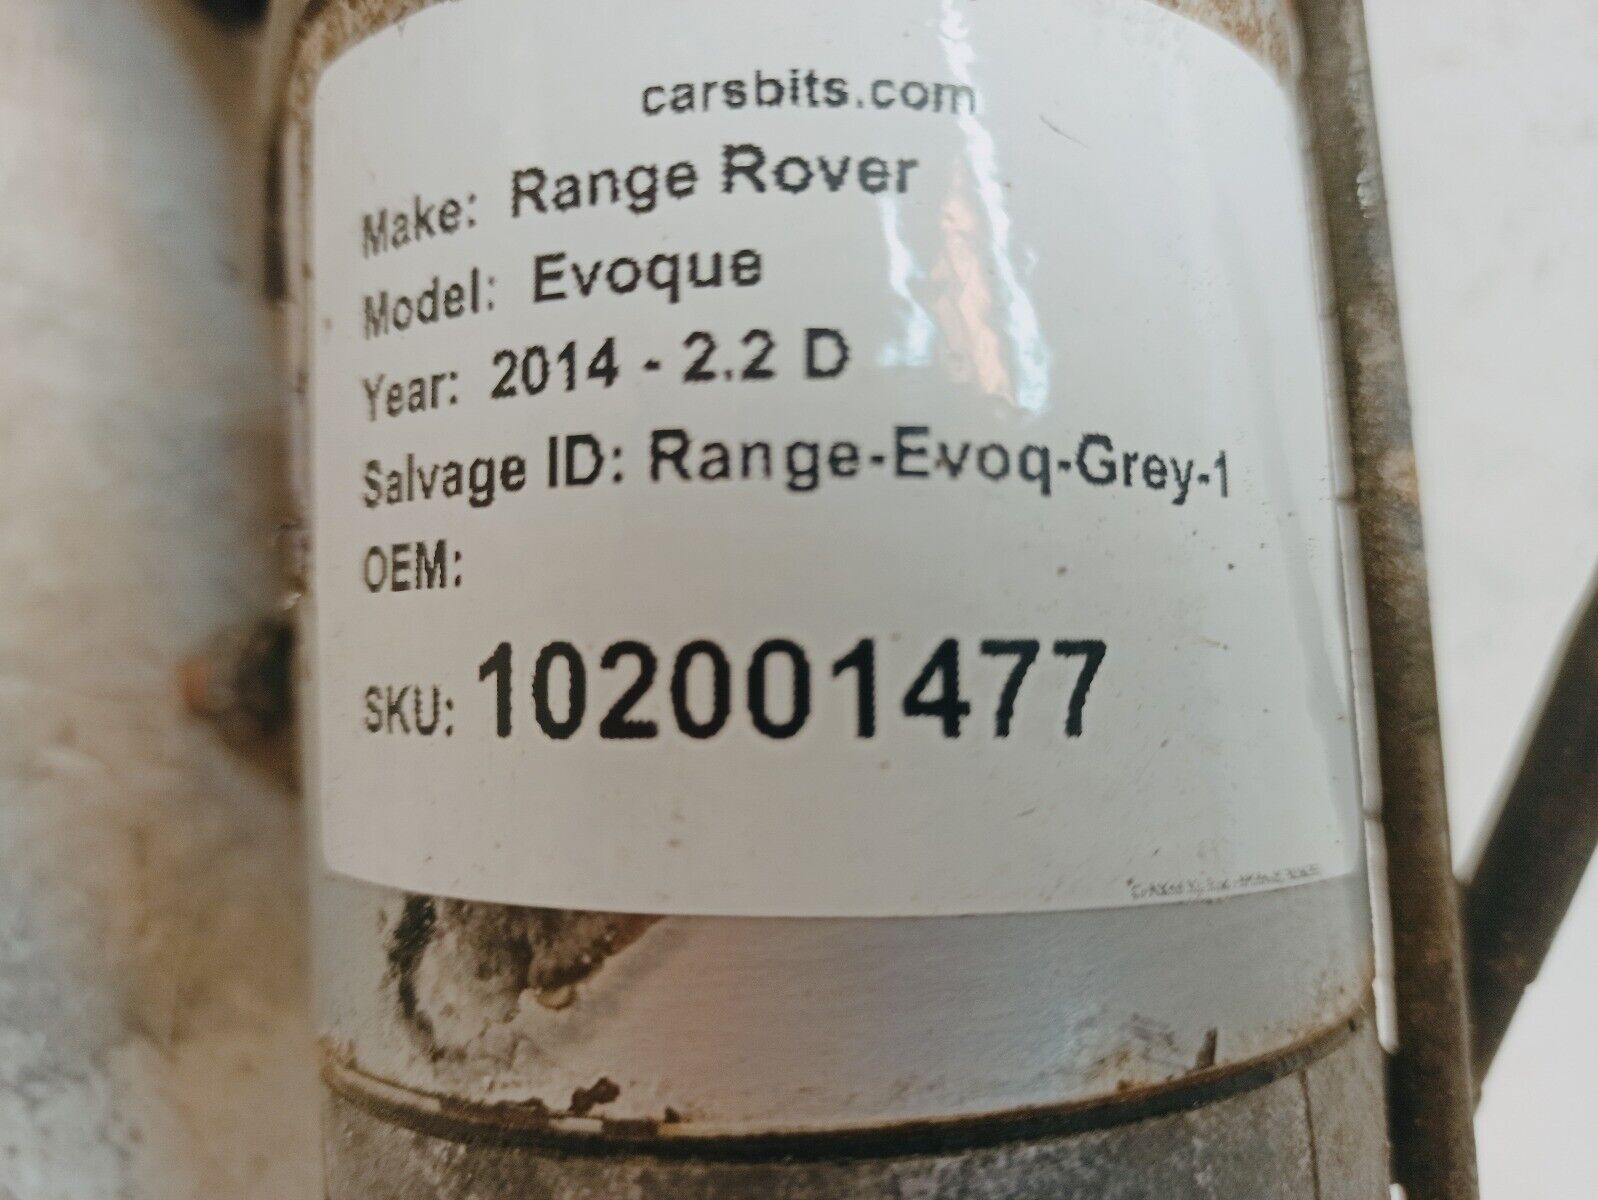 carsbits.com
Make: Range Rover
Model: Evoque
Year: 2014 - 2.2 D
Salvage ID: Range-Evoq-Grey-1
OEM:
SKU: 102001477